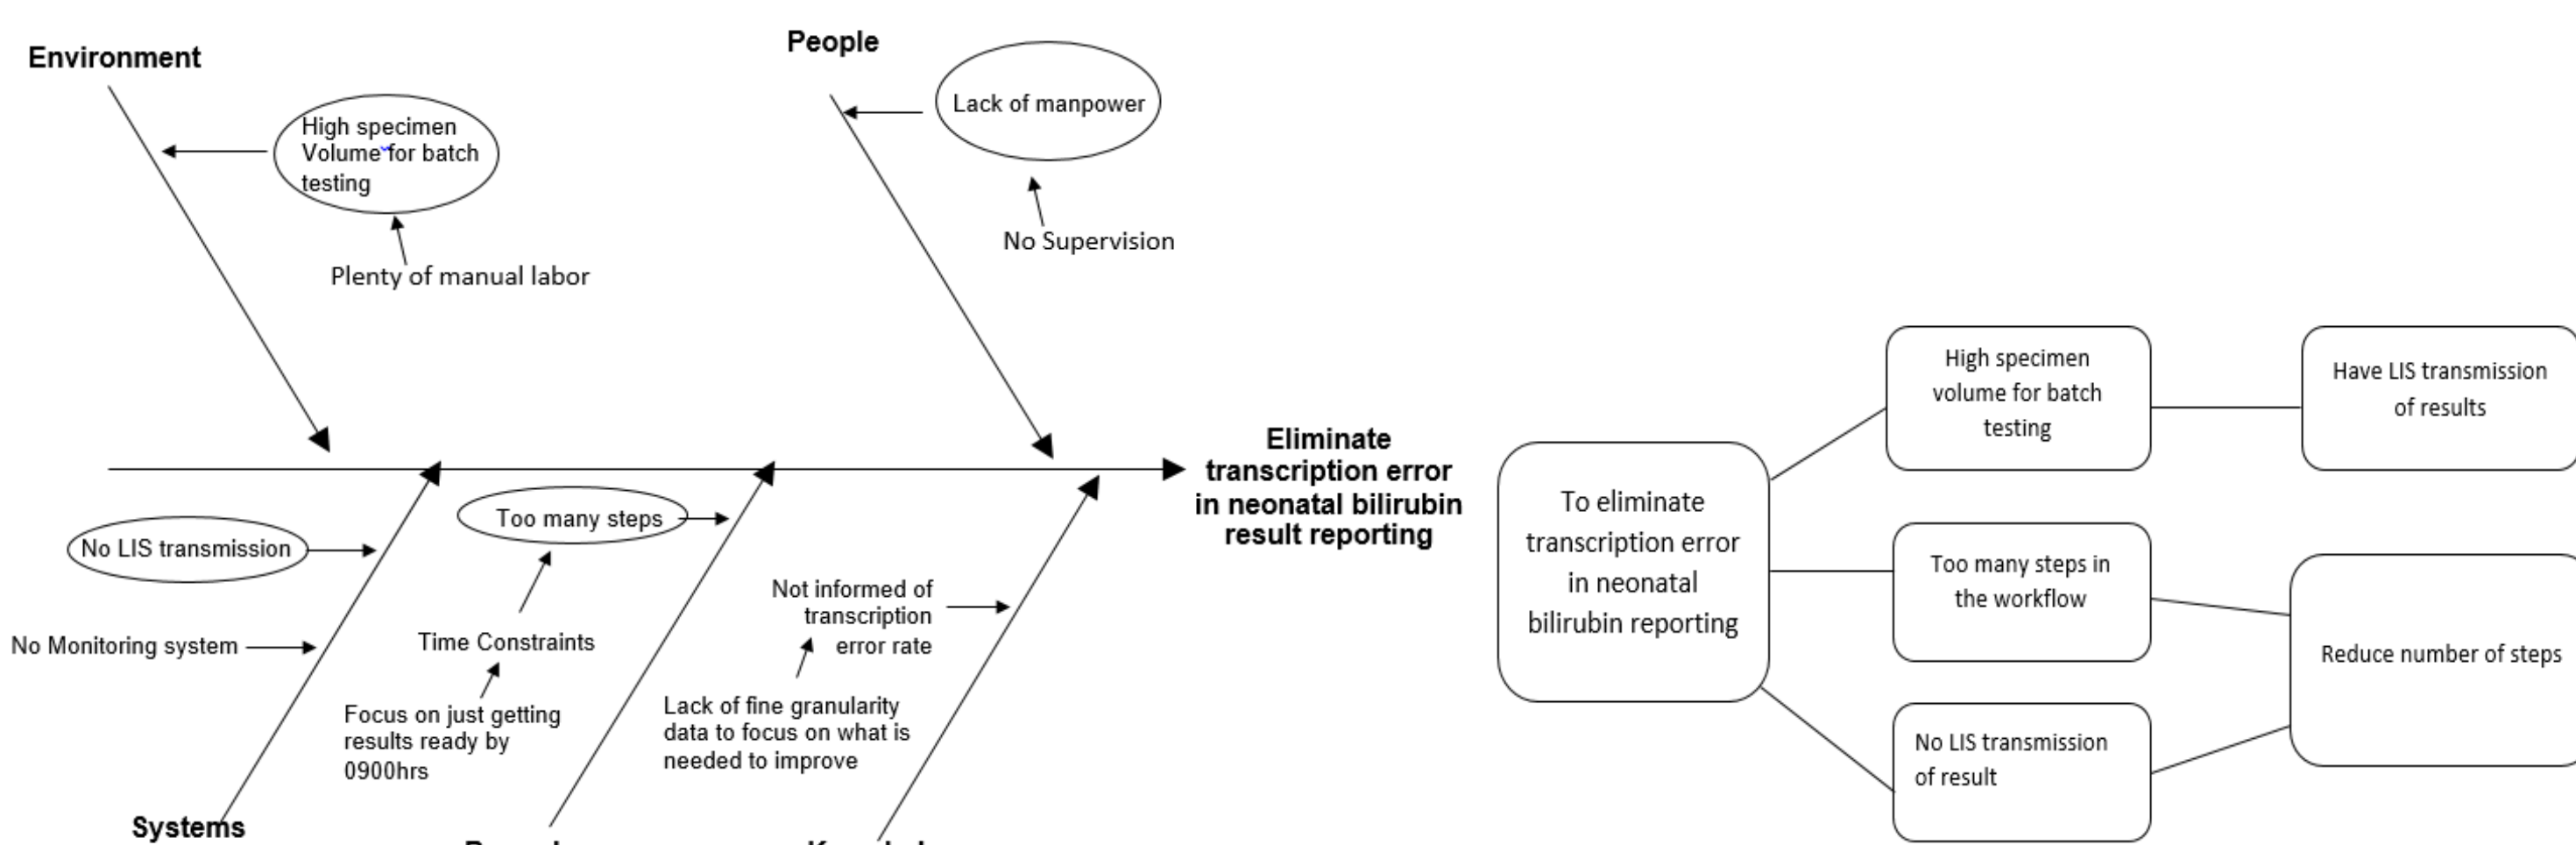 Environment
People
High specimen
Volume for batch
testing
Lack of manpower
Plenty of manual labor
No Supervision
Eliminate
transcription error
in neonatal bilirubin
result reporting
No LIS transmission
Too many steps
No Monitoring system
Time Constraints
Focus on just getting
results ready by
0900hrs
Not informed of
transcription
error rate
Lack of fine granularity
data to focus on what is
needed to improve
Systems
To eliminate
transcription error
in neonatal
bilirubin reporting
High specimen
volume for batch
testing
Have LIS transmission
of results
Too many steps in
the workflow
Reduce number of steps
No LIS transmission
of result